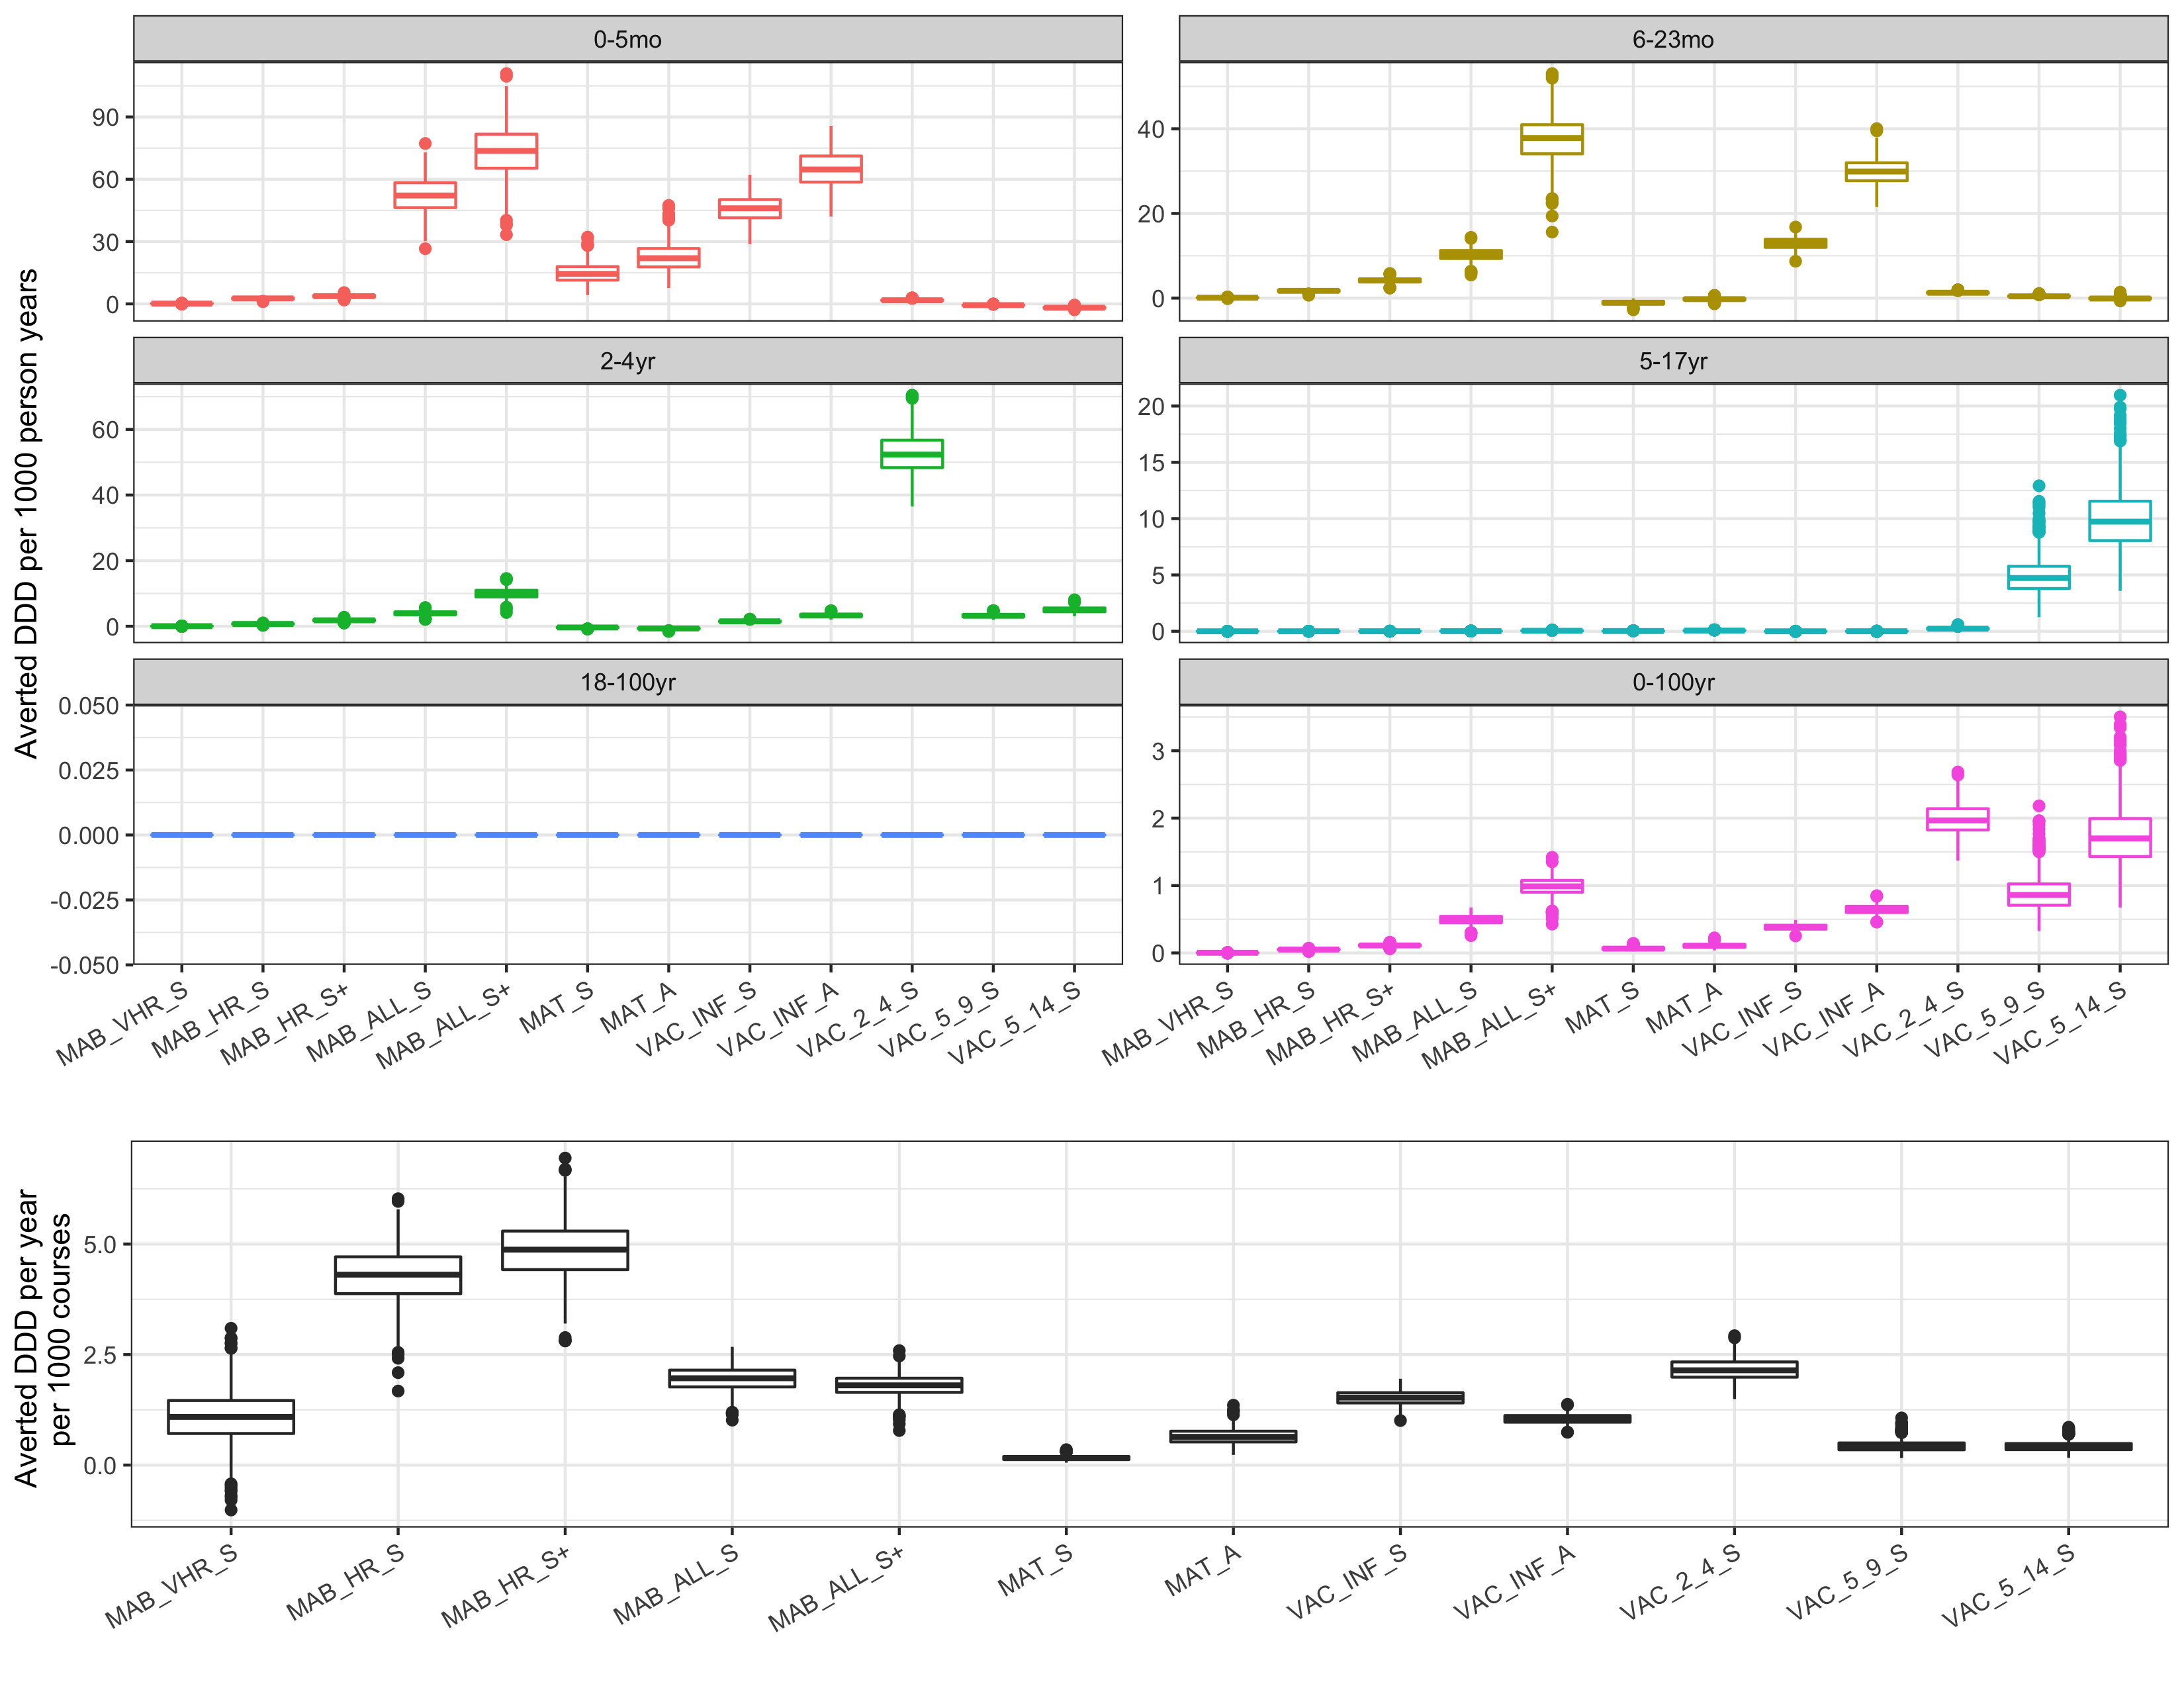 Averted DDD per 1000 person years
0-5mo
90
60
30
0
6-23mo
40
20
0
2-4yr
60
40
20
0
5-17yr
20
15
10
5
0
18-100yr
0.050
0.025
0.000
-0.025
-0.050
0-100yr
3
2
1
0
MAB_VHR_S
MAB_HR_S
MAB_HR_S+
MAB_ALL_S
MAB_ALL_S+
MAT_S
MAT_A
VAC_INF_S
VAC_INF_A
VAC_2_4_S
VAC_5_9_S
VAC_5_14_S
MAB_VHR_S
MAB_HR_S
MAB_HR_S+
MAB_ALL_S
MAB_ALL_S+
MAT_S
MAT_A
VAC_INF_S
VAC_INF_A
VAC_2_4_S
VAC_5_9_S
VAC_5_14_S
Averted DDD per year
per 1000 courses
5.0
2.5
0.0
MAB_VHR_S
MAB_HR_S
MAB_HR_S+
MAB_ALL_S
MAB_ALL_S+
MAT_S
MAT_A
VAC_INF_S
VAC_INF_A
VAC_2_4_S
VAC_5_9_S
VAC_5_14_S